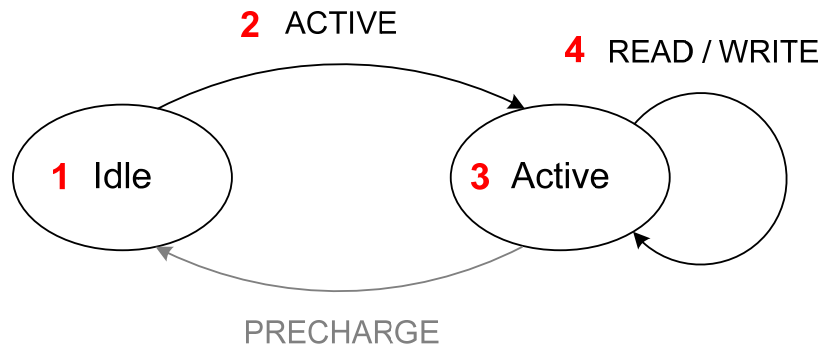 2 ACTIVE
4 READ / WRITE
1 Idle
3 Active
PRECHARGE